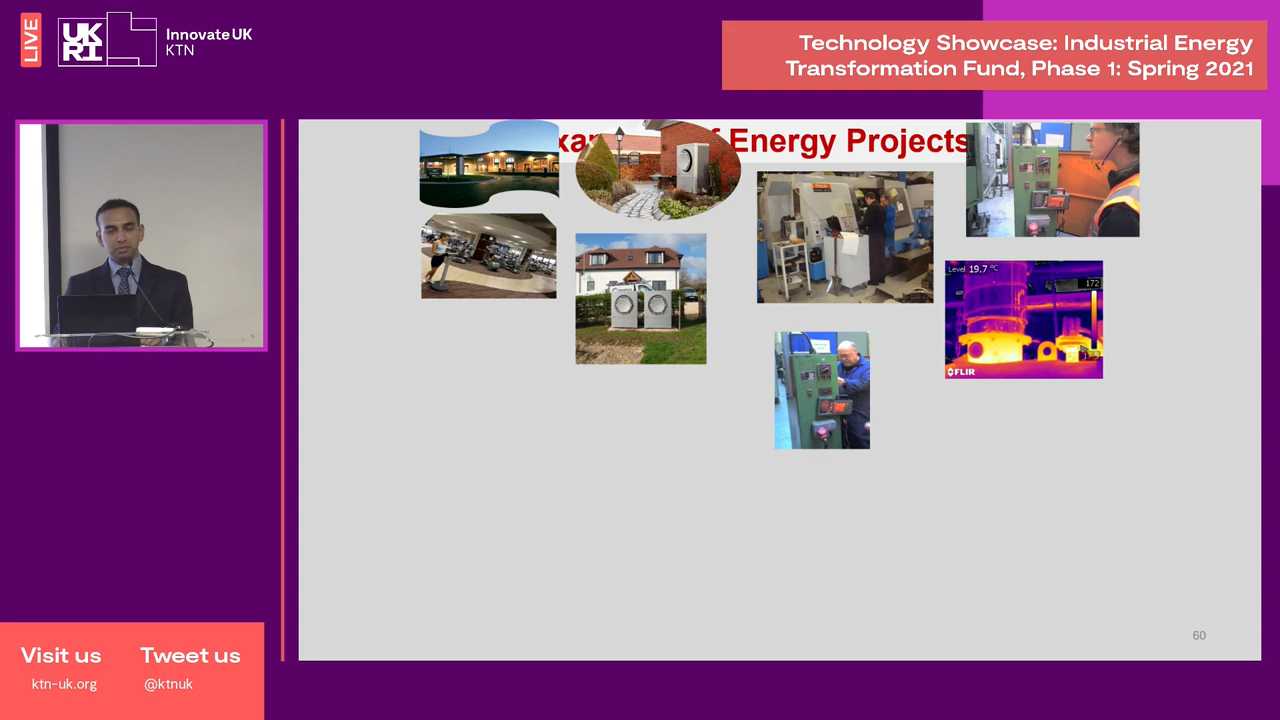 LIVE
UK
RI
Innovate UK
KTN
Technology Showcase: Industrial Energy
Transformation Fund, Phase 1: Spring 2021
Energy Projects
Level 19.7 °C
172
FLIR
60
Visit us
Tweet us
ktn-uk.org
@ktnuk